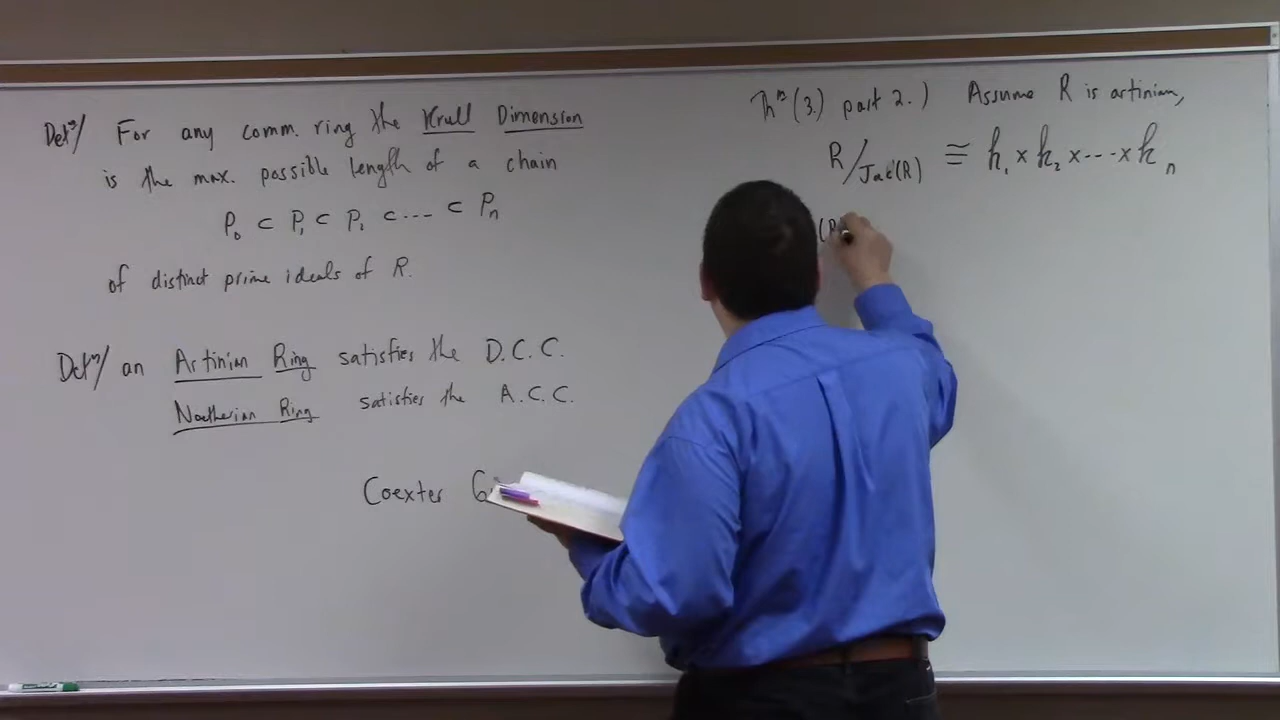 Def⁽ⁿ⁾/ For any comm. ring the Krull Dimension
is the max. possible length of a chain
P₀ ⊂ P₁ ⊂ P₂ ⊂ ... ⊂ Pₙ
of distinct prime ideals of R.
Def⁽ⁿ⁾/ an Artinian Ring satisfies the D.C.C.
Noetherian Ring satisfies the A.C.C.
Coexter
Thᵐ (3.) part 2.) Assume R is artinian,
R/Jac(R) ≅ k₁ × k₂ × ... × kₙ
(R